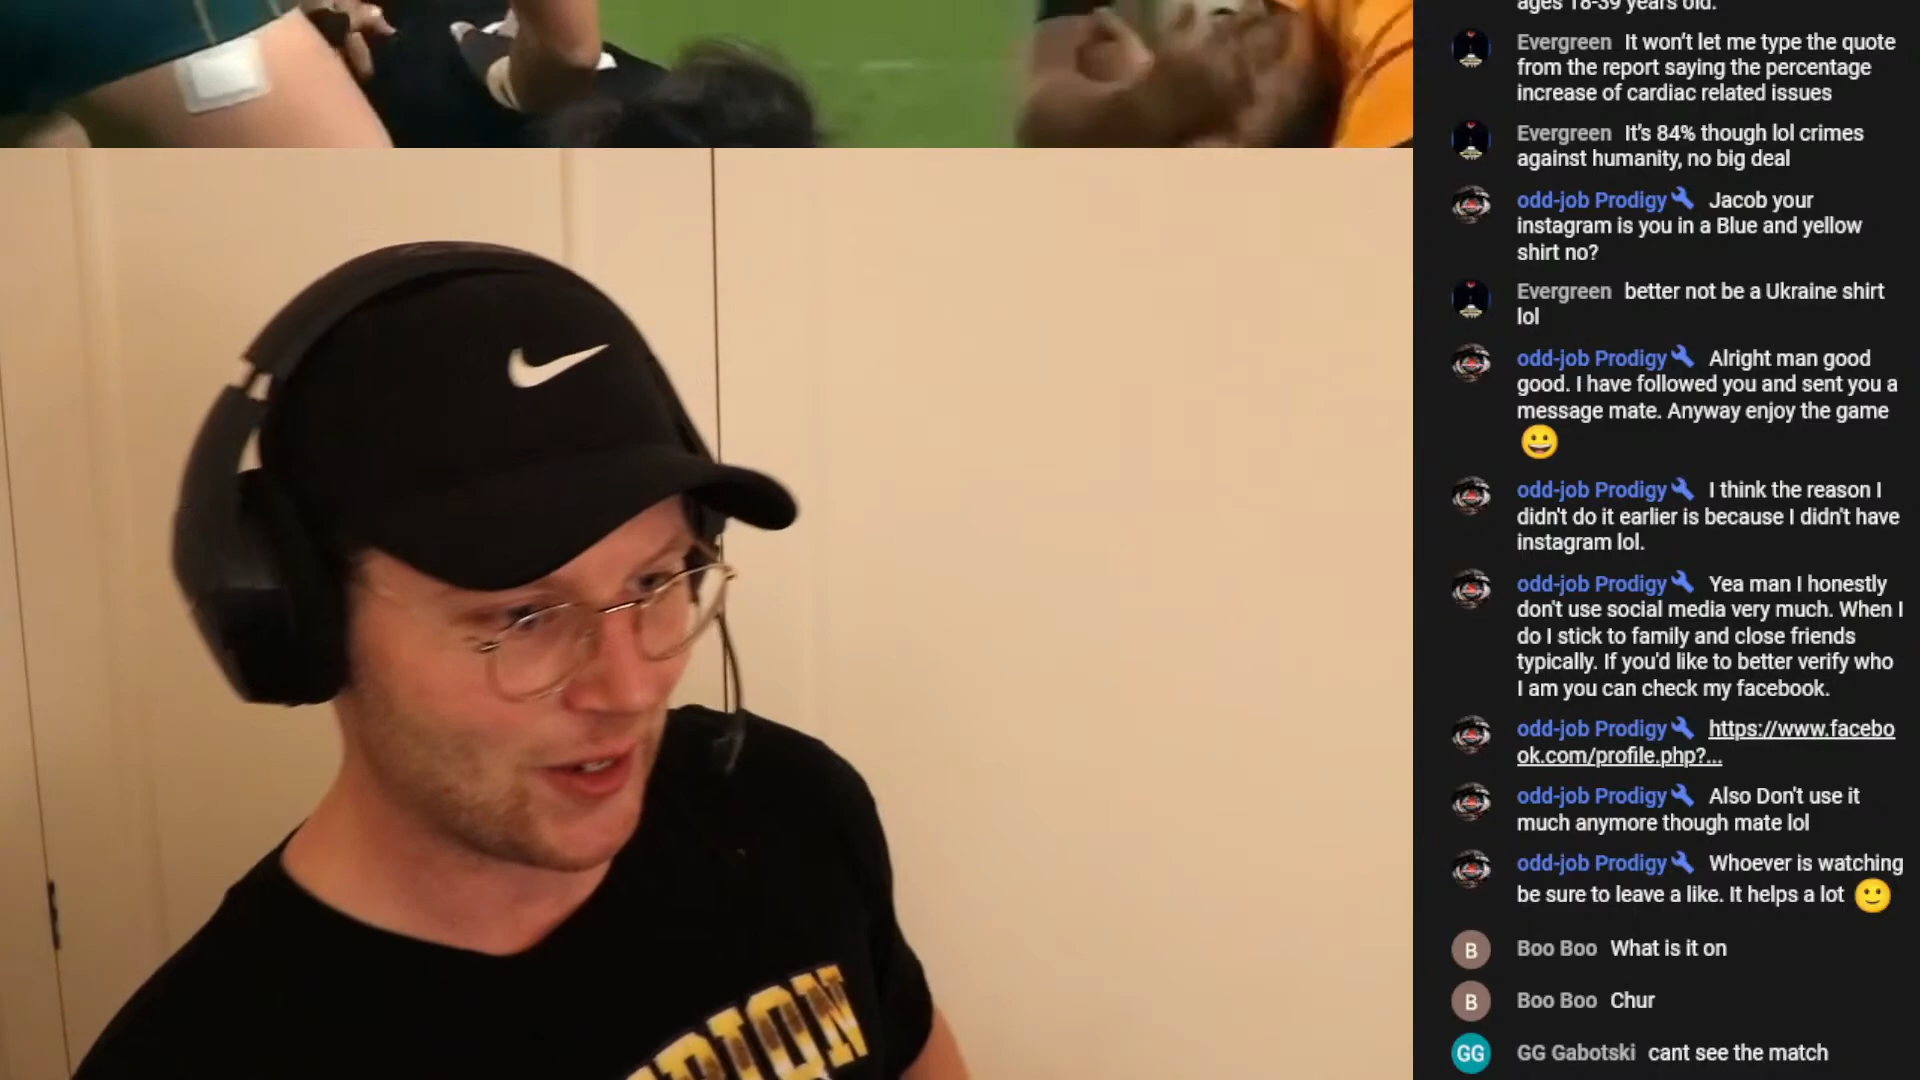 ages 18-39 years old.
Evergreen It won’t let me type the quote
from the report saying the percentage
increase of cardiac related issues
Evergreen It’s 84% though lol crimes
against humanity, no big deal
odd-job Prodigy Jacob your
instagram is you in a Blue and yellow
shirt no?
Evergreen better not be a Ukraine shirt
lol
odd-job Prodigy Alright man good
good. I have followed you and sent you a
message mate. Anyway enjoy the game
odd-job Prodigy I think the reason I
didn't do it earlier is because I didn't have
instagram lol.
odd-job Prodigy Yea man I honestly
don't use social media very much. When I
do I stick to family and close friends
typically. If you'd like to better verify who
I am you can check my facebook.
odd-job Prodigy https://www.facebo
ok.com/profile.php?...
odd-job Prodigy Also Don't use it
much anymore though mate lol
odd-job Prodigy Whoever is watching
be sure to leave a like. It helps a lot
B Boo Boo What is it on
B Boo Boo Chur
GG GG Gabotski cant see the match